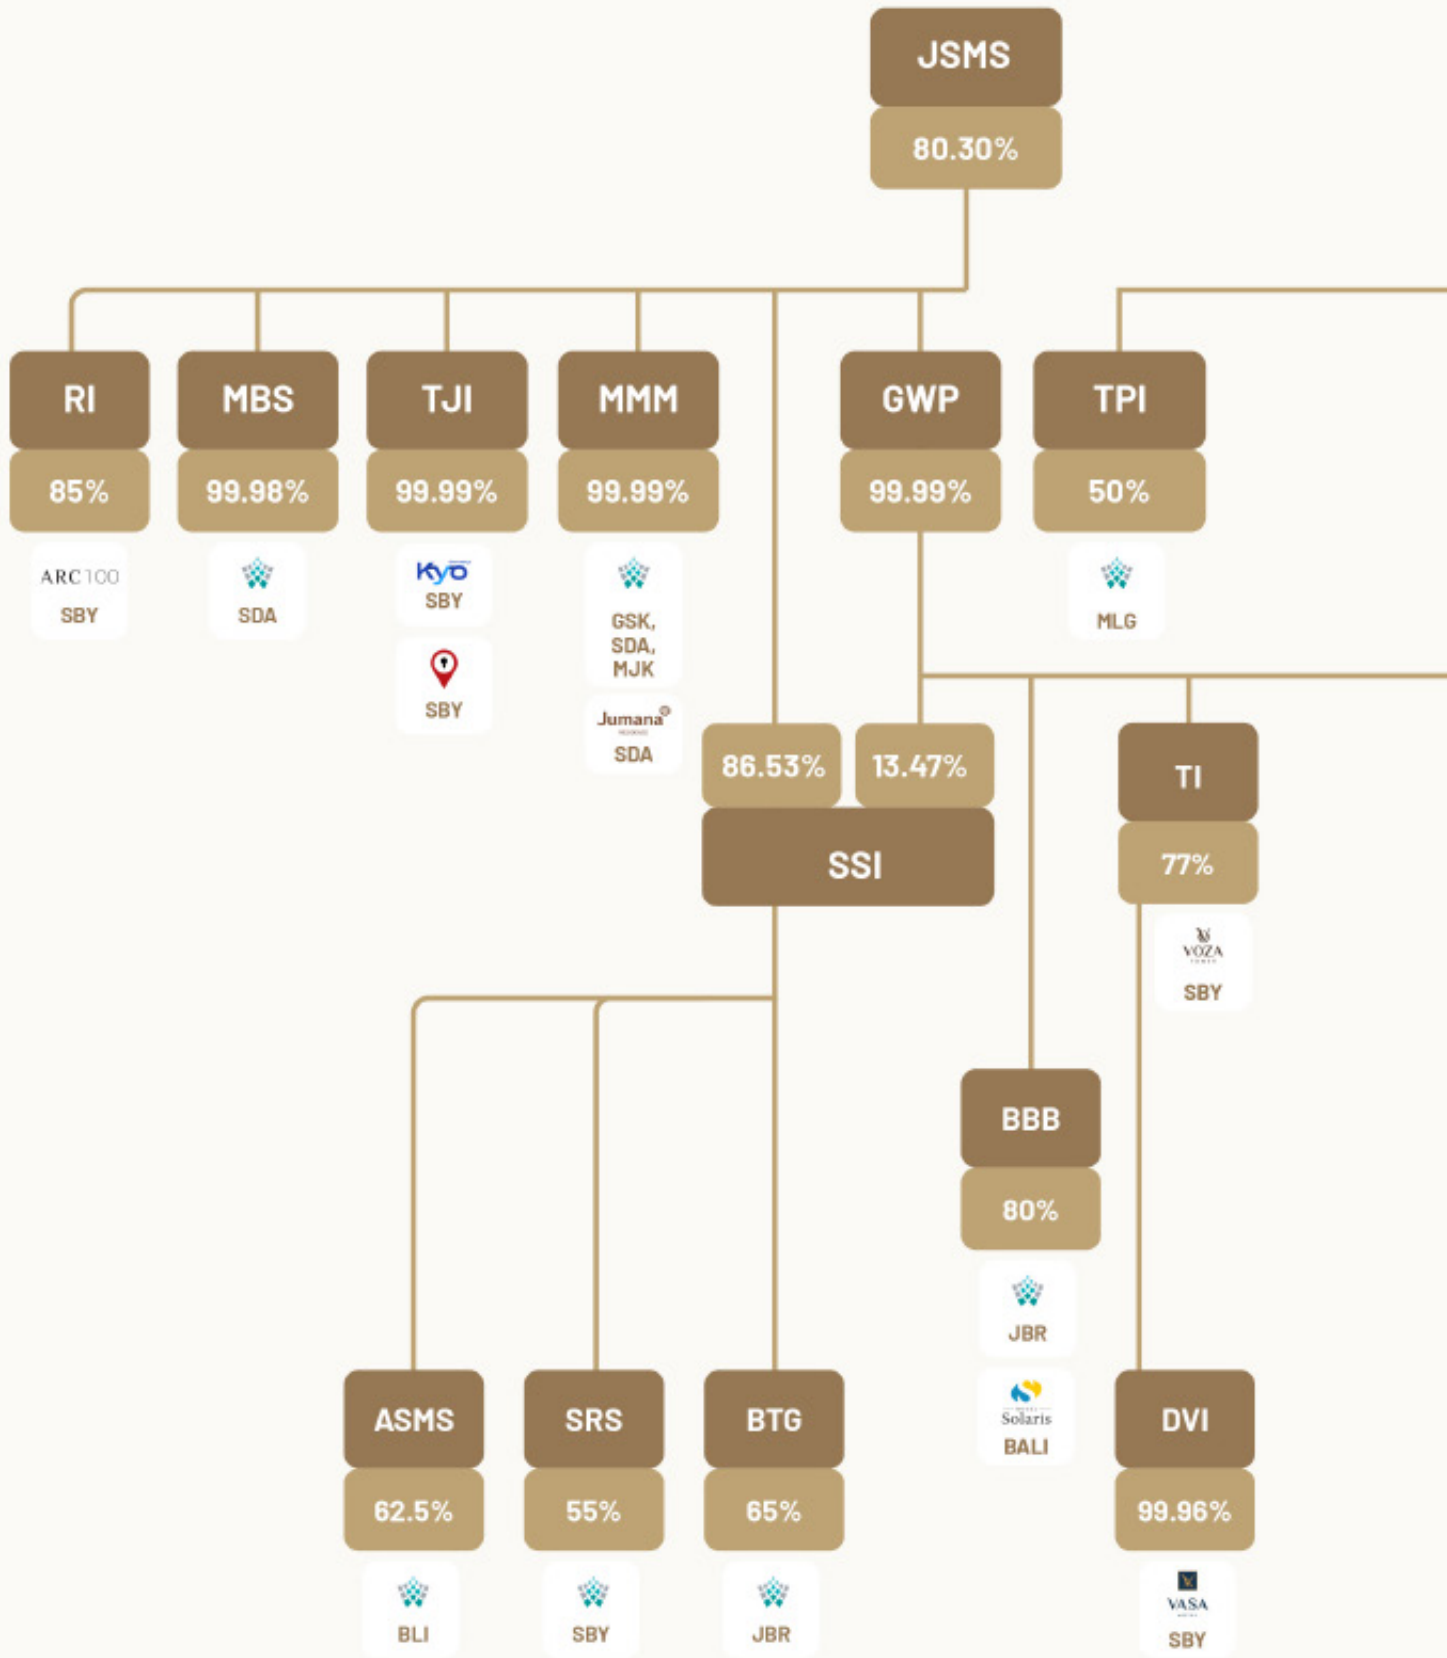 JSMS
80.30%
RI
85%
ARC 100
SBY
MBS
99.98%
SDA
TJI
99.99%
Kyo
SBY
SBY
MMM
99.99%
GSK,
SDA,
MJK
Jumana
SDA
GWP
99.99%
TPI
50%
MLG
86.53%
13.47%
SSI
TI
77%
VOZA
SBY
BBB
80%
JBR
Solaris
BALI
ASMS
62.5%
BLI
SRS
55%
SBY
BTG
65%
JBR
DVI
99.96%
VASA
SBY